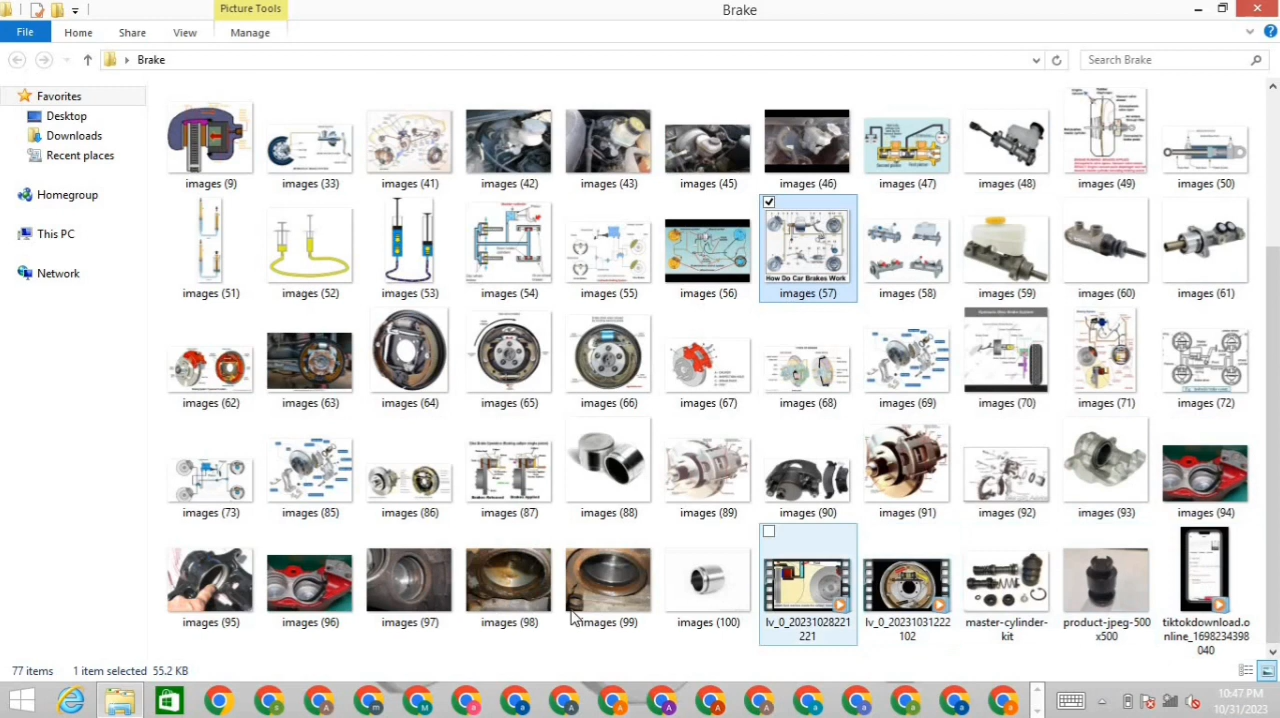 Picture Tools
Brake
File
Home
Share
View
Manage
Brake
Search Brake
Favorites
Desktop
Downloads
Recent places
Homegroup
This PC
Network
images (9)
images (33)
images (41)
images (42)
images (43)
images (45)
images (46)
images (47)
images (48)
images (49)
images (50)
How Do Car Brakes Work
images (51)
images (52)
images (53)
images (54)
images (55)
images (56)
images (57)
images (58)
images (59)
images (60)
images (61)
images (62)
images (63)
images (64)
images (65)
images (66)
images (67)
images (68)
images (69)
images (70)
images (71)
images (72)
Brakes Released
Brakes Applied
images (73)
images (85)
images (86)
images (87)
images (88)
images (89)
images (90)
images (91)
images (92)
images (93)
images (94)
images (95)
images (96)
images (97)
images (98)
images (99)
images (100)
lv_0_20231028221
221
lv_0_20231031222
102
master-cylinder-
kit
product-jpeg-500
x500
tiktokdownload.o
nline_1698234398
040
77 items
1 item selected 55.2 KB
10:47 PM
10/31/2023